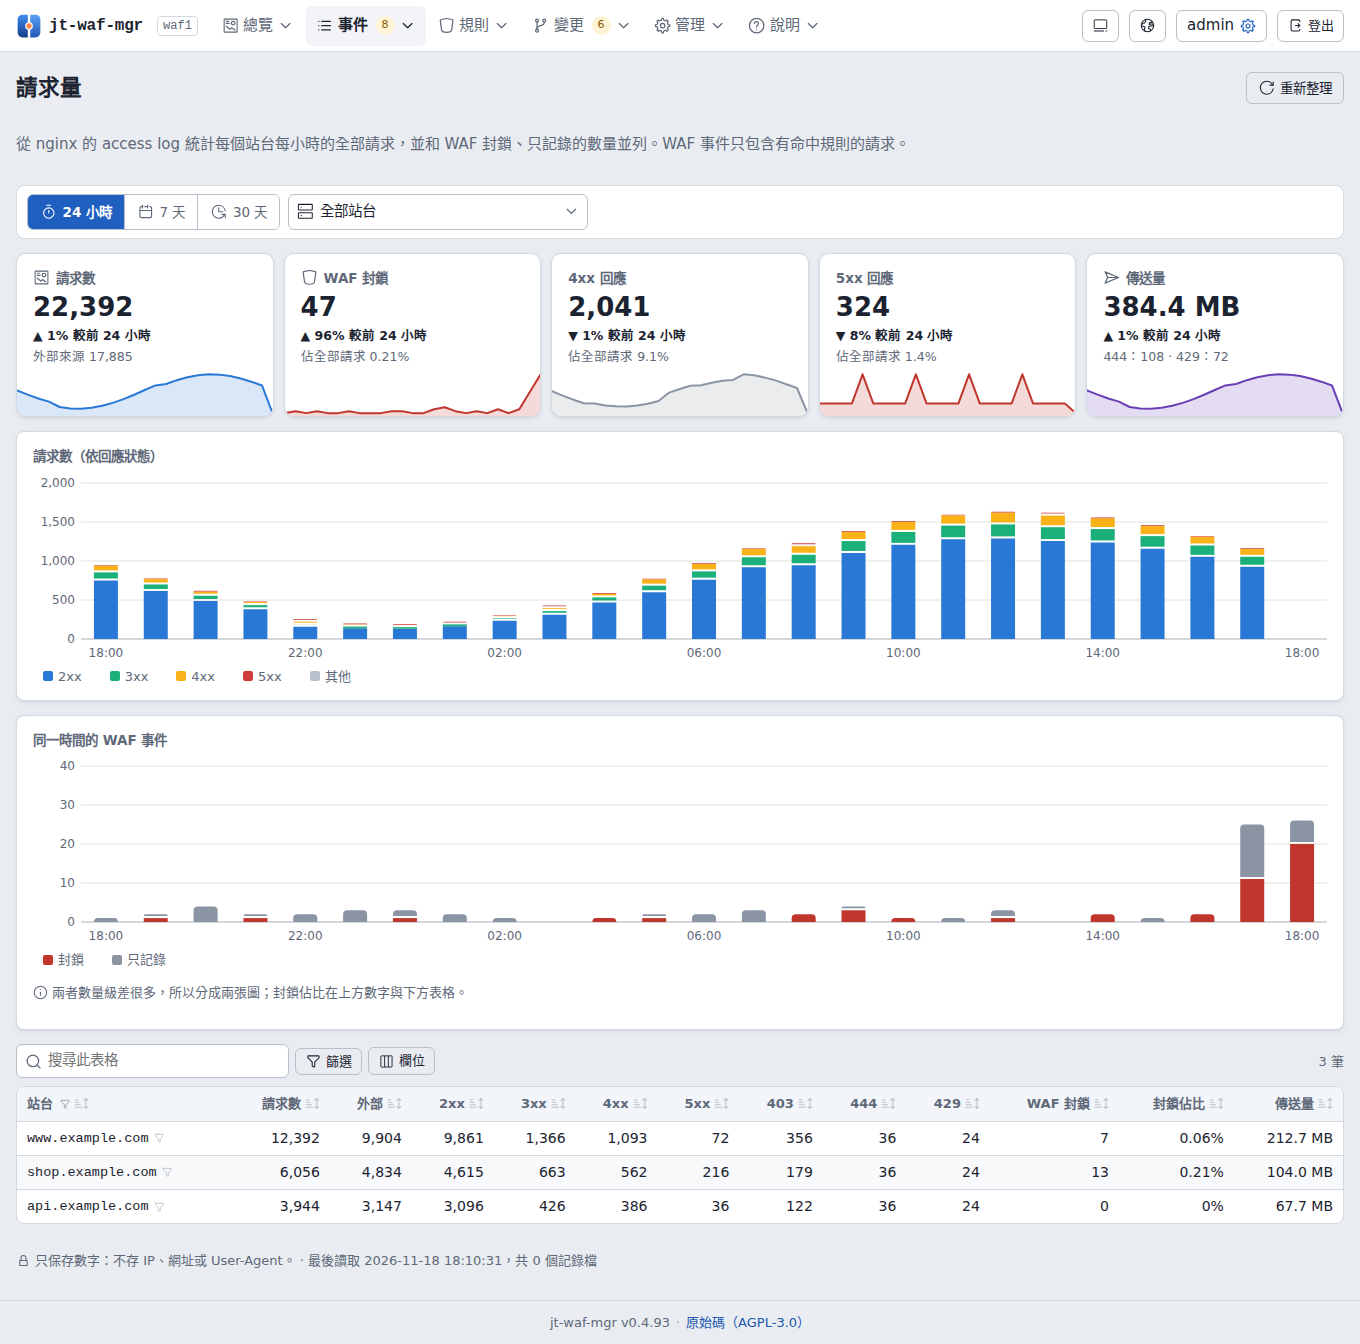 jt-waf-mgr waf1 總覽 事件 8 規則 變更 6 管理 說明 admin 登出
請求量 重新整理
從 nginx 的 access log 統計每個站台每小時的全部請求，並和 WAF 封鎖、只記錄的數量並列。WAF 事件只包含有命中規則的請求。
24 小時 7 天 30 天 全部站台
請求數 WAF 封鎖 4xx 回應 5xx 回應 傳送量
22,392 47 2,041 324 384.4 MB
▲ 1% 較前 24 小時 ▲ 96% 較前 24 小時 ▼ 1% 較前 24 小時 ▼ 8% 較前 24 小時 ▲ 1% 較前 24 小時
外部來源 17,885 佔全部請求 0.21% 佔全部請求 9.1% 佔全部請求 1.4% 444：108 · 429：72
請求數（依回應狀態）
2,000
1,500
1,000
500
0
18:00 22:00 02:00 06:00 10:00 14:00 18:00
2xx 3xx 4xx 5xx 其他
同一時間的 WAF 事件
40
30
20
10
0
18:00 22:00 02:00 06:00 10:00 14:00 18:00
封鎖 只記錄
兩者數量級差很多，所以分成兩張圖；封鎖佔比在上方數字與下方表格。
搜尋此表格 篩選 欄位 3 筆
站台 請求數 外部 2xx 3xx 4xx 5xx 403 444 429 WAF 封鎖 封鎖佔比 傳送量
www.example.com 12,392 9,904 9,861 1,366 1,093 72 356 36 24 7 0.06% 212.7 MB
shop.example.com 6,056 4,834 4,615 663 562 216 179 36 24 13 0.21% 104.0 MB
api.example.com 3,944 3,147 3,096 426 386 36 122 36 24 0 0% 67.7 MB
只保存數字：不存 IP、網址或 User-Agent。 · 最後讀取 2026-11-18 18:10:31，共 0 個記錄檔
jt-waf-mgr v0.4.93 · 原始碼（AGPL-3.0）